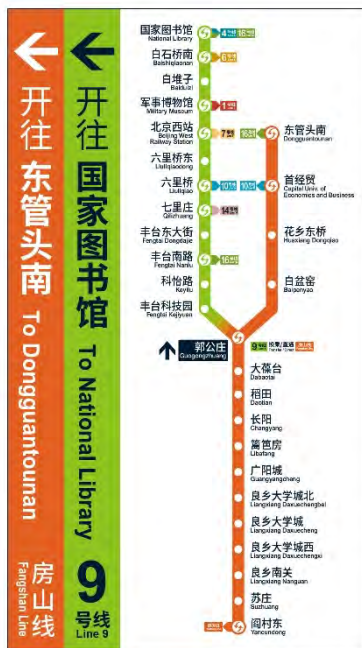 开往 东管头南 To Dongguantounan
房山线
Fangshan Line
开往 国家图书馆 To National Library
9
号线
Line 9
国家图书馆
National Library
4
16
白石桥南
Baishiqiaonan
6
白堆子
Baiduizi
军事博物馆
Military Museum
1
北京西站
Beijing West
Railway Station
7
16
东管头南
Dongguantounan
六里桥东
Liuliqiaodong
六里桥
Liuliqiao
10
10
首经贸
Capital Univ. of
Economics and Business
七里庄
Qilizhuang
14
丰台东大街
Fengtai Dongdajie
花乡东桥
Huaxiang Dongqiao
丰台南路
Fengtai Nanlu
16
科怡路
Keyilu
白盆窑
Baipenyao
丰台科技园
Fengtai Kejiyuan
郭公庄
Guogongzhuang
9
大葆台
Dabaotai
稻田
Daotian
长阳
Changyang
篱笆房
Libafang
广阳城
Guangyangcheng
良乡大学城北
Liangxiang Daxuechengbei
良乡大学城
Liangxiang Daxuecheng
良乡大学城西
Liangxiang Daxuechengxi
良乡南关
Liangxiang Nanguan
苏庄
Suzhuang
阎村东
Yancundong